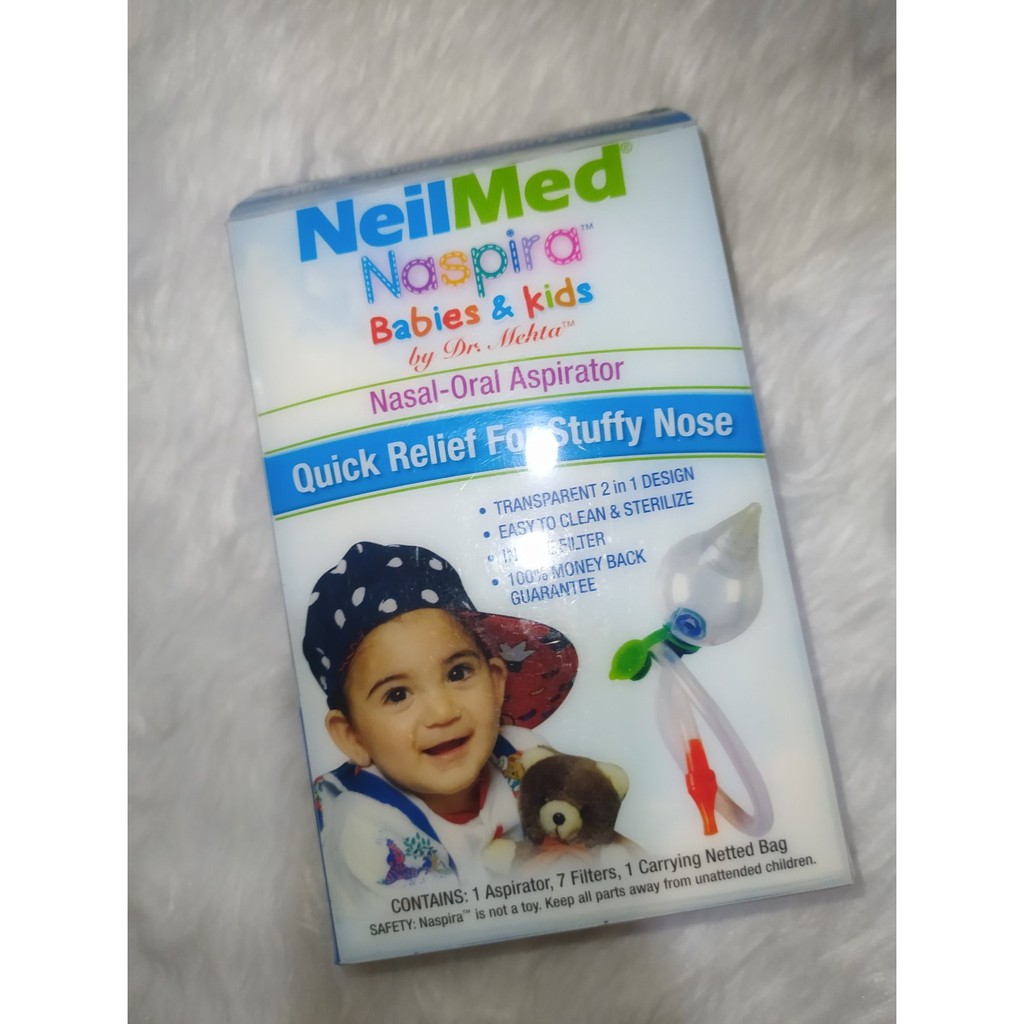 NeilMed®
Naspira™
Babies & Kids
by Dr. Mehta™
Nasal-Oral Aspirator
Quick Relief For Stuffy Nose
• TRANSPARENT 2 in 1 DESIGN
• EASY TO CLEAN & STERILIZE
• FILTER
• 100% MONEY BACK
GUARANTEE
CONTAINS: 1 Aspirator, 7 Filters, 1 Carrying Netted Bag
SAFETY: Naspira™ is not a toy. Keep all parts away from unattended children.